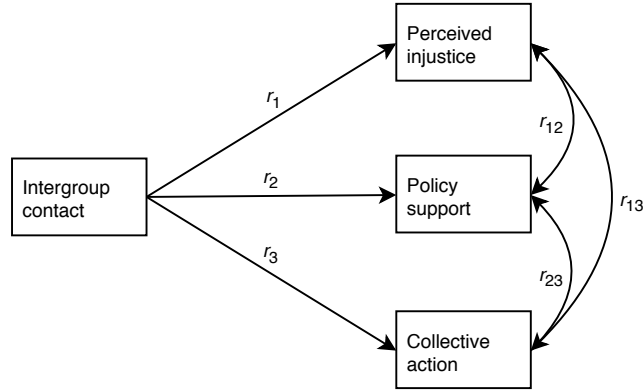 Perceived
injustice
r1
r12
Intergroup
contact
r2
Policy
support
r13
r3
r23
Collective
action